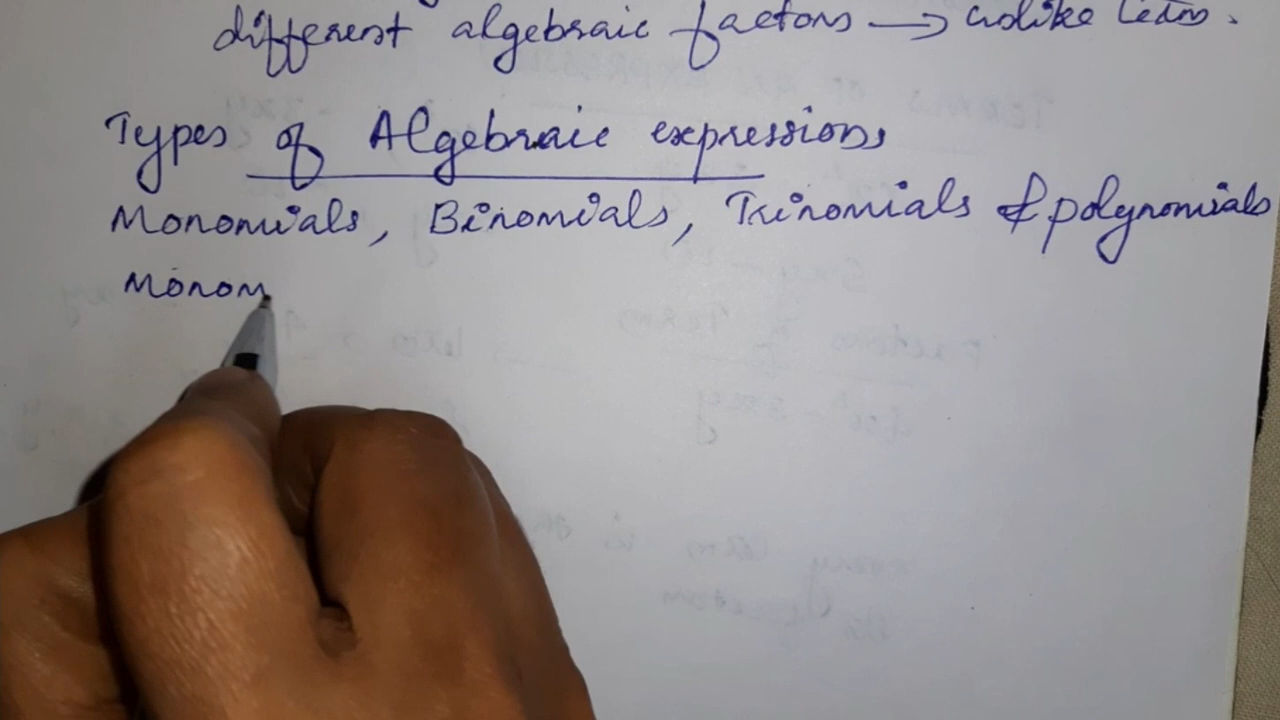 different algebraic factors → unlike terms.
Types of Algebraic expressions
Monomials, Binomials, Trinomials & polynomials
Monom